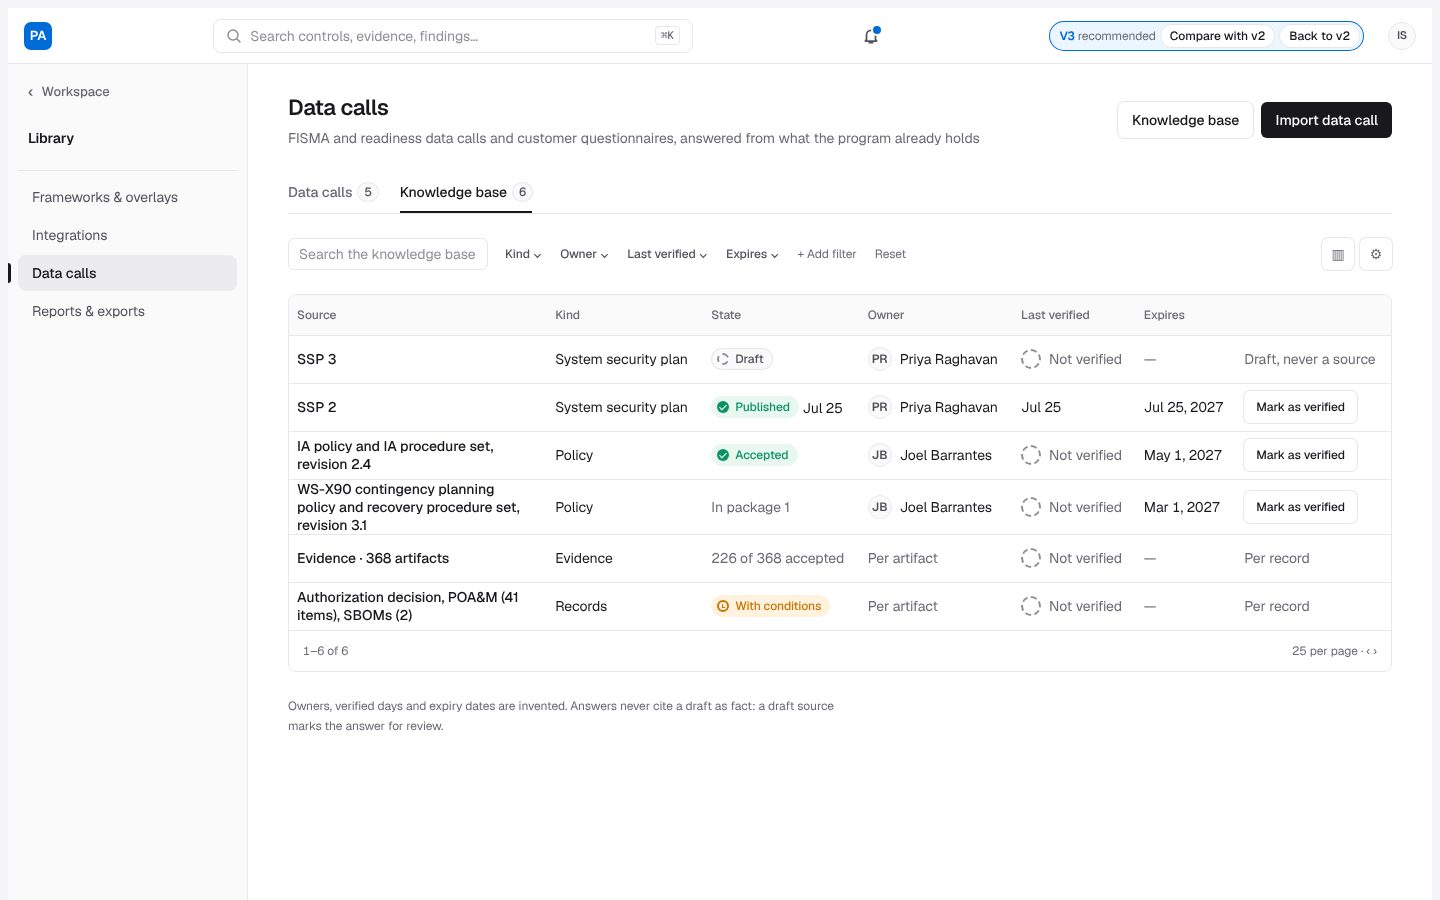 PA
Search controls, evidence, findings...
⌘K
V3 recommended
Compare with v2
Back to v2
IS
‹ Workspace
Library
Frameworks & overlays
Integrations
Data calls
Reports & exports
Data calls
FISMA and readiness data calls and customer questionnaires, answered from what the program already holds
Knowledge base
Import data call
Data calls 5
Knowledge base 6
Search the knowledge base
Kind
Owner
Last verified
Expires
+ Add filter
Reset
Source Kind State Owner Last verified Expires
SSP 3 System security plan Draft PR Priya Raghavan Not verified — Draft, never a source
SSP 2 System security plan Published Jul 25 PR Priya Raghavan Jul 25 Jul 25, 2027 Mark as verified
IA policy and IA procedure set,
revision 2.4
Policy Accepted JB Joel Barrantes Not verified May 1, 2027 Mark as verified
WS-X90 contingency planning
policy and recovery procedure set,
revision 3.1
Policy In package 1 JB Joel Barrantes Not verified Mar 1, 2027 Mark as verified
Evidence · 368 artifacts Evidence 226 of 368 accepted Per artifact Not verified — Per record
Authorization decision, POA&M (41
items), SBOMs (2)
Records With conditions Per artifact Not verified — Per record
1–6 of 6
25 per page · ‹ ›
Owners, verified days and expiry dates are invented. Answers never cite a draft as fact: a draft source
marks the answer for review.